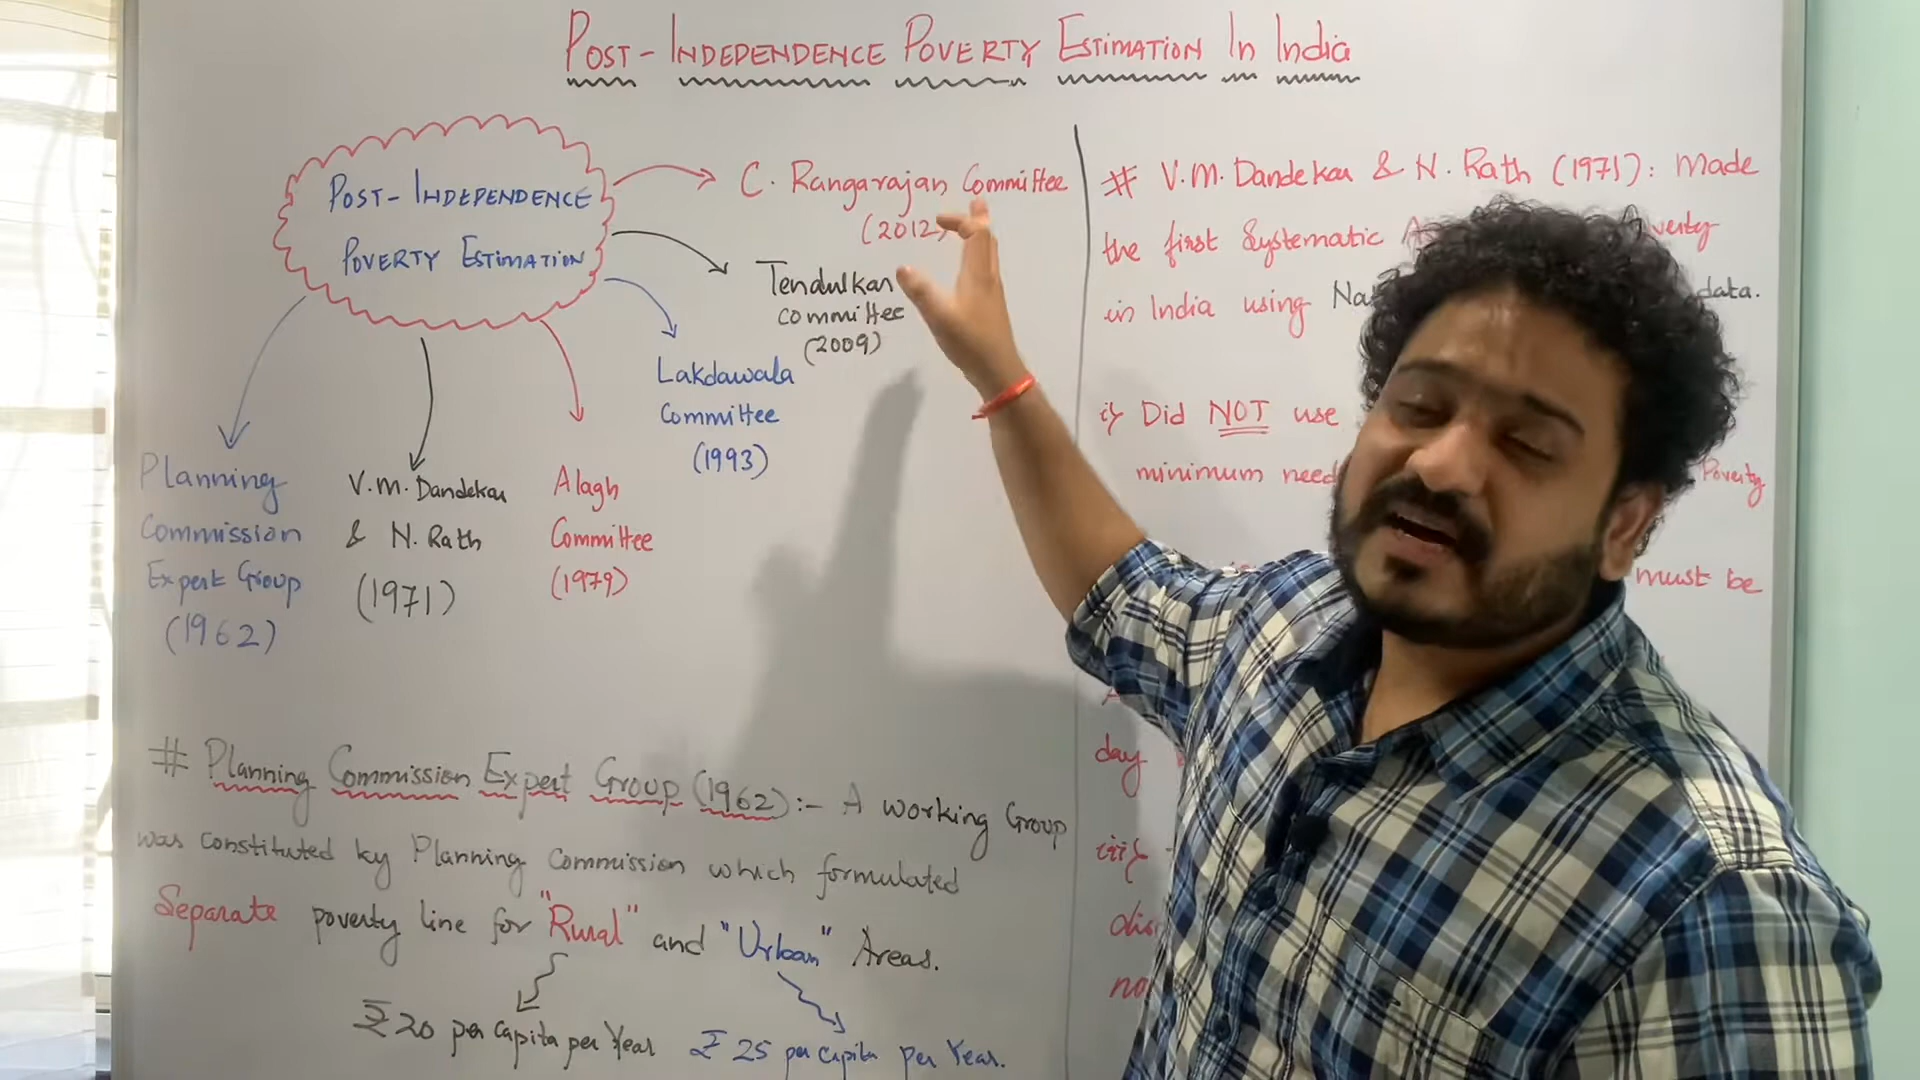 POST-INDEPENDENCE POVERTY ESTIMATION IN India
POST-INDEPENDENCE
POVERTY ESTIMATION
C. Rangarajan Committee
(2012)
Tendulkar
committee
(2009)
Lakdawala
Committee
(1993)
Alagh
Committee
(1979)
V.M. Dandekar
& N. Rath
(1971)
Planning
Commission
Expert Group
(1962)
# Planning Commission Expert Group (1962):- A working Group
was constituted by Planning Commission which formulated
Separate poverty line for "Rural" and "Urban" Areas.
₹20 per capita per Year
₹ 25 per capita per Year.
# V.M. Dandekar & N. Rath (1971): Made
the first Systematic
in India using data.
i} Did NOT use
minimum need Poverty
must be
day
iii}